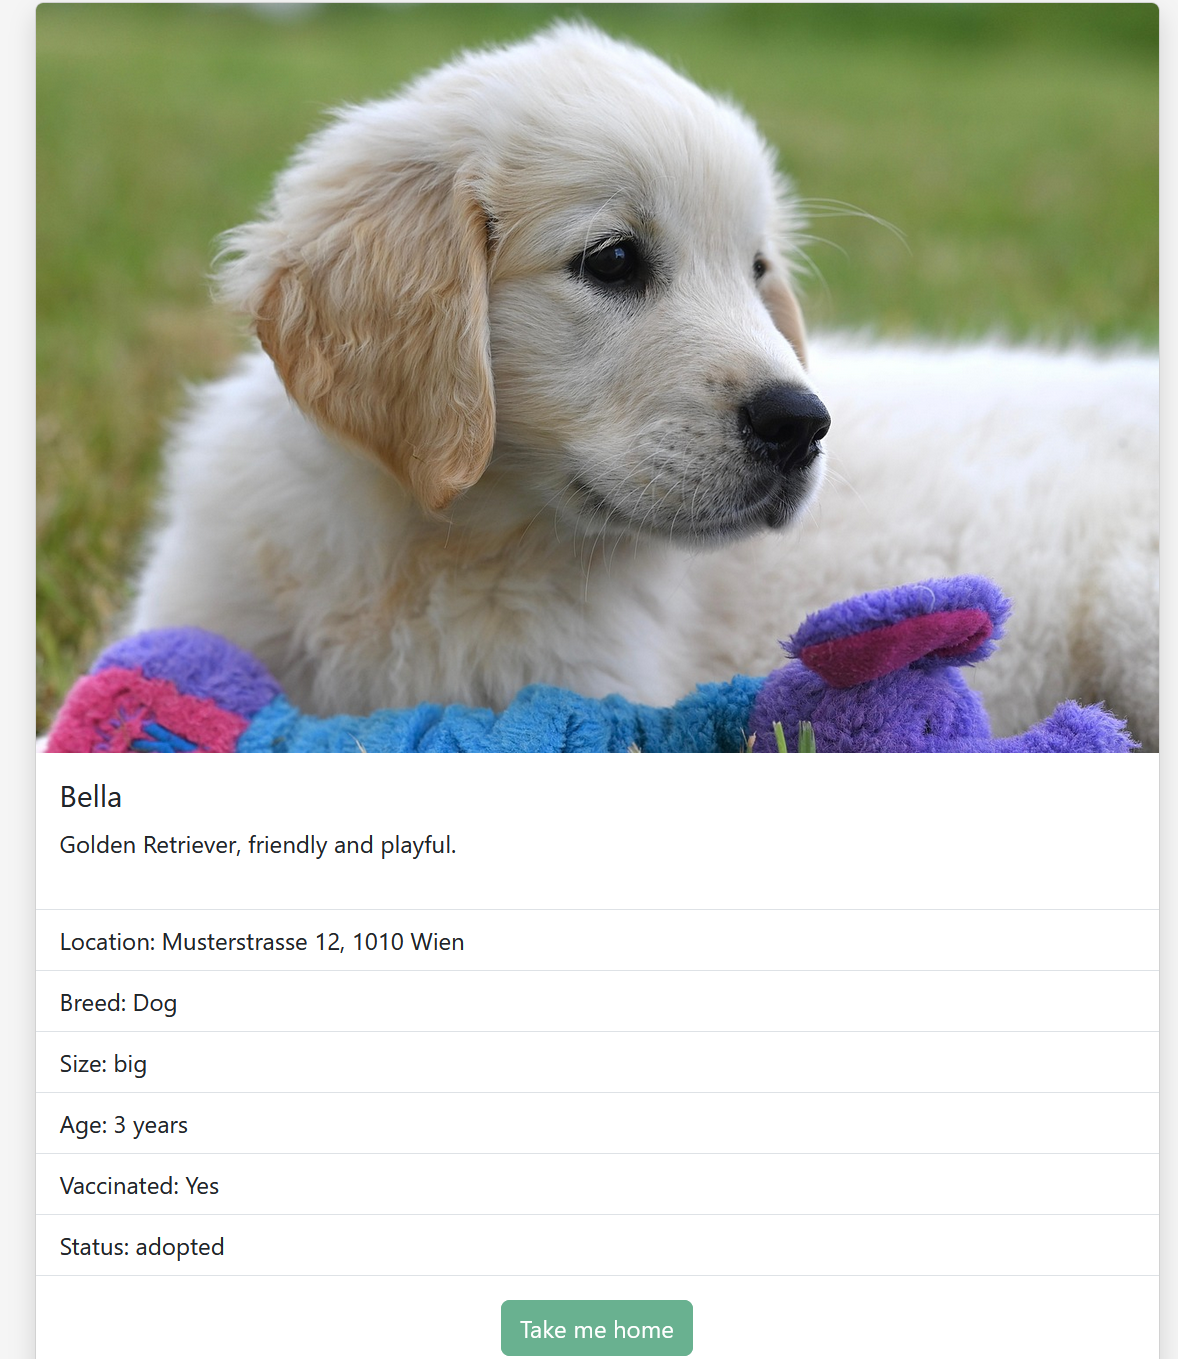 Bella
Golden Retriever, friendly and playful.
Location: Musterstrasse 12, 1010 Wien
Breed: Dog
Size: big
Age: 3 years
Vaccinated: Yes
Status: adopted
Take me home